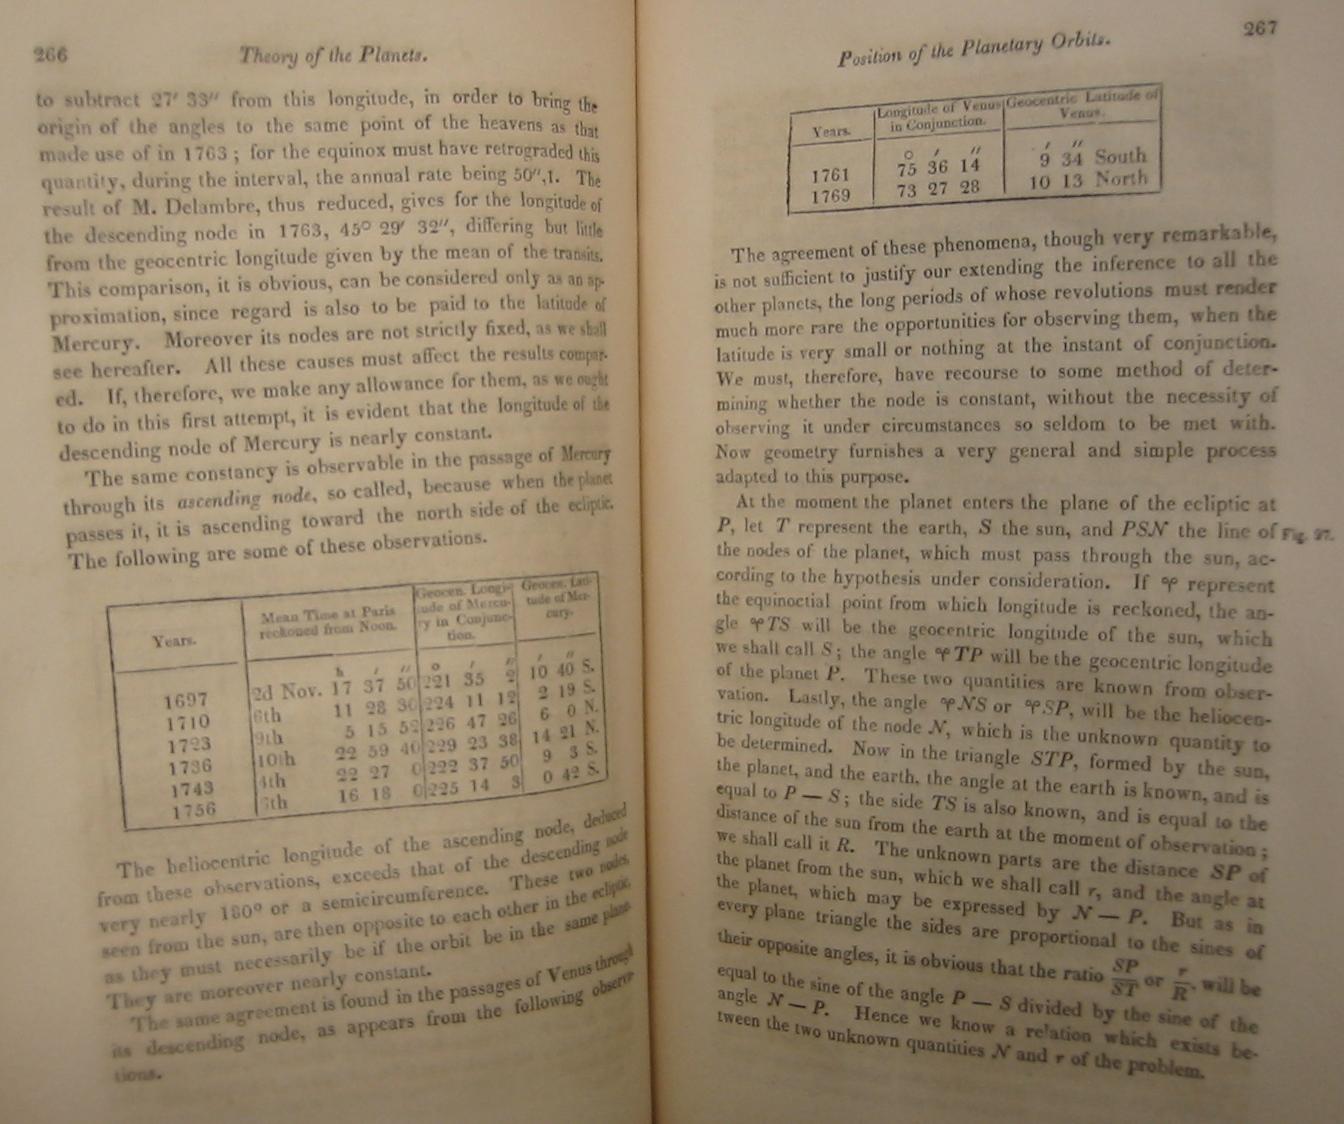 266
Theory of the Planets.
to subtract 27′ 33″ from this longitude, in order to bring the
origin of the angles to the same point of the heavens as that
made use of in 1763 ; for the equinox must have retrograded this
quantity, during the interval, the annual rate being 50″,1. The
result of M. Delambre, thus reduced, gives for the longitude of
the descending node in 1763, 45° 29′ 32″, differing but little
from the geocentric longitude given by the mean of the transits.
This comparison, it is obvious, can be considered only as an ap-
proximation, since regard is also to be paid to the latitude of
Mercury. Moreover its nodes are not strictly fixed, as we shall
see hereafter. All these causes must affect the results compar-
ed. If, therefore, we make any allowance for them, as we ought
to do in this first attempt, it is evident that the longitude of the
descending node of Mercury is nearly constant.
The same constancy is observable in the passage of Mercury
through its ascending node, so called, because when the planet
passes it, it is ascending toward the north side of the ecliptic.
The following are some of these observations.
Years. Mean Time at Paris reckoned from Noon. Geocen. Longitude of Mercury in Conjunction. Geocen. Latitude of Mercury.
h ′ ″ o ′ ″ ′ ″
1697 2d Nov. 17 37 50 221 35 2 10 40 S.
1710 6th 11 28 30 224 11 12 2 19 S.
1723 9th 5 15 52 226 47 26 6 0 N.
1736 10th 22 59 40 229 23 38 14 21 N.
1743 4th 22 27 0 222 37 50 9 3 S.
1756 16 18 0 225 14 3 0 42 S.
The heliocentric longitude of the ascending node, deduced
from these observations, exceeds that of the descending node
very nearly 180° or a semicircumference. These two nodes,
seen from the sun, are then opposite to each other in the ecliptic,
as they must necessarily be if the orbit be in the same plane.
They are moreover nearly constant.
The same agreement is found in the passages of Venus through
its descending node, as appears from the following observa-
tions.
Position of the Planetary Orbits.
267
Years. Longitude of Venus in Conjunction. Geocentric Latitude of Venus.
o ′ ″ ′ ″
1761 75 36 14 9 34 South
1769 73 27 28 10 13 North
The agreement of these phenomena, though very remarkable,
is not sufficient to justify our extending the inference to all the
other planets, the long periods of whose revolutions must render
much more rare the opportunities for observing them, when the
latitude is very small or nothing at the instant of conjunction.
We must, therefore, have recourse to some method of deter-
mining whether the node is constant, without the necessity of
observing it under circumstances so seldom to be met with.
Now geometry furnishes a very general and simple process
adapted to this purpose.
At the moment the planet enters the plane of the ecliptic at
P, let T represent the earth, S the sun, and PSN the line of Fig. 97.
the nodes of the planet, which must pass through the sun, ac-
cording to the hypothesis under consideration. If ♈ represent
the equinoctial point from which longitude is reckoned, the an-
gle ♈TS will be the geocentric longitude of the sun, which
we shall call S ; the angle ♈TP will be the geocentric longitude
of the planet P. These two quantities are known from obser-
vation. Lastly, the angle ♈NS or ♈SP, will be the heliocen-
tric longitude of the node N, which is the unknown quantity to
be determined. Now in the triangle STP, formed by the sun,
the planet, and the earth, the angle at the earth is known, and is
equal to P — S ; the side TS is also known, and is equal to the
distance of the sun from the earth at the moment of observation ;
we shall call it R. The unknown parts are the distance SP of
the planet from the sun, which we shall call r, and the angle at
the planet, which may be expressed by N — P. But as in
every plane triangle the sides are proportional to the sines of
their opposite angles, it is obvious that the ratio SP/ST or r/R, will be
equal to the sine of the angle P — S divided by the sine of the
angle N — P. Hence we know a relation which exists be-
tween the two unknown quantities N and r of the problem.